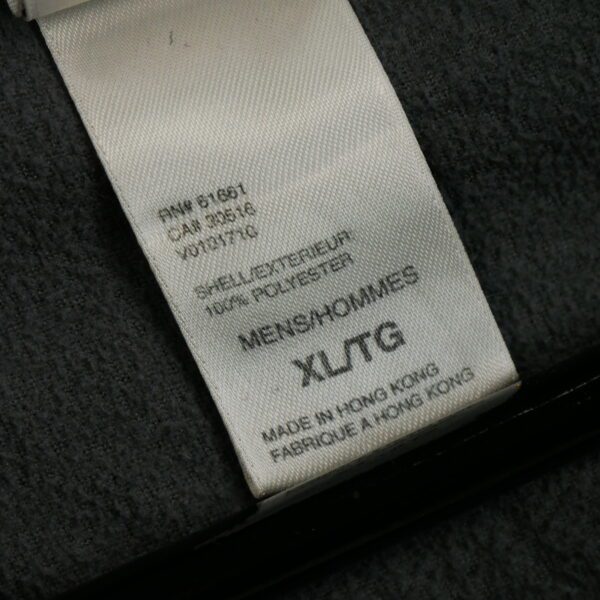 RN# 61661
CA# 30516
V0101710
SHELL/EXTERIEUR:
100% POLYESTER
MENS/HOMMES
XL/TG
MADE IN HONG KONG
FABRIQUE A HONG KONG